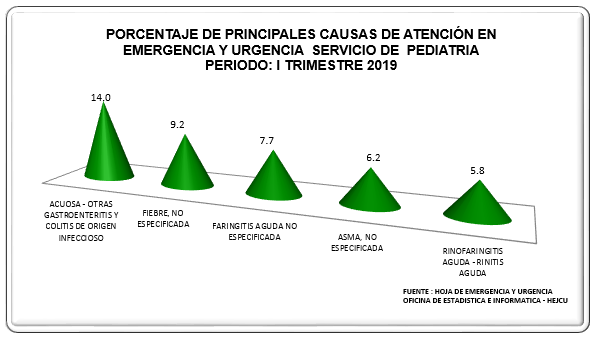 PORCENTAJE DE PRINCIPALES CAUSAS DE ATENCIÓN EN
EMERGENCIA Y URGENCIA SERVICIO DE PEDIATRIA
PERIODO: I TRIMESTRE 2019
14.0
9.2
7.7
6.2
5.8
ACUOSA - OTRAS
GASTROENTERITIS Y
COLITIS DE ORIGEN
INFECCIOSO
FIEBRE, NO
ESPECIFICADA
FARINGITIS AGUDA NO
ESPECIFICADA
ASMA, NO
ESPECIFICADA
RINOFARINGITIS
AGUDA - RINITIS
AGUDA
FUENTE : HOJA DE EMERGENCIA Y URGENCIA
OFICINA DE ESTADISTICA E INFORMATICA - HEJCU